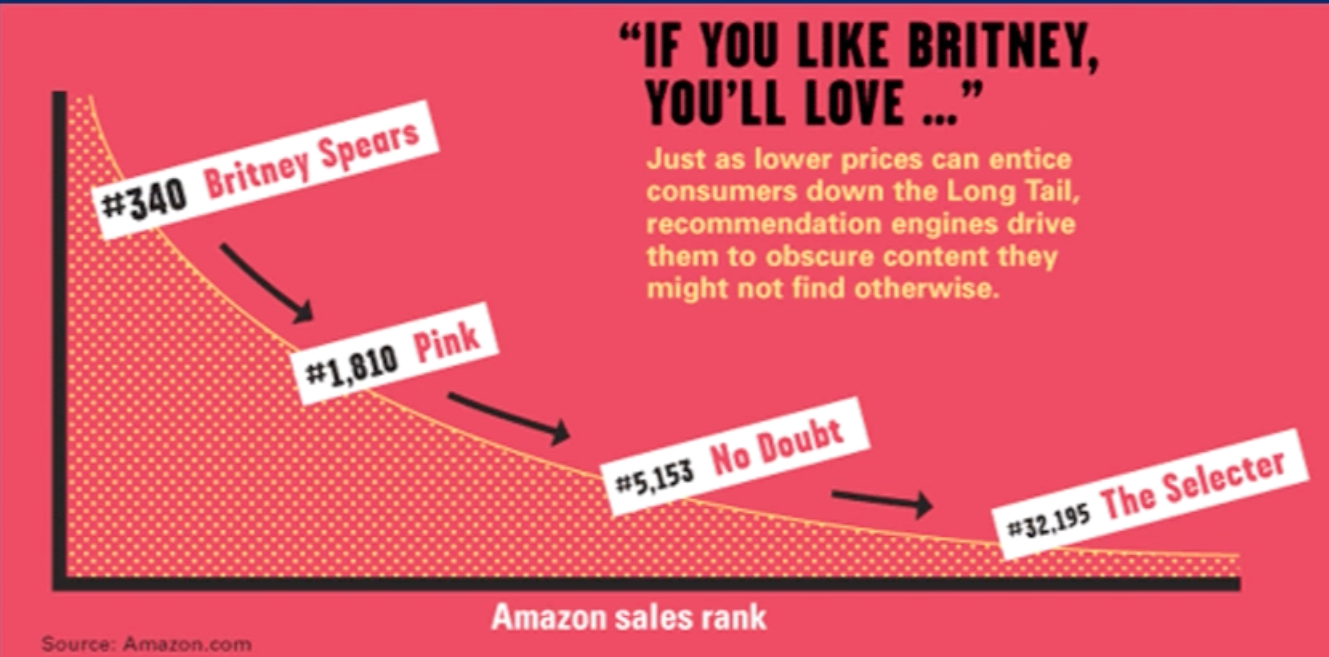 “IF YOU LIKE BRITNEY,
YOU’LL LOVE ...”
Just as lower prices can entice
consumers down the Long Tail,
recommendation engines drive
them to obscure content they
might not find otherwise.
#340 Britney Spears
#1,810 Pink
#5,153 No Doubt
#32,195 The Selecter
Amazon sales rank
Source: Amazon.com